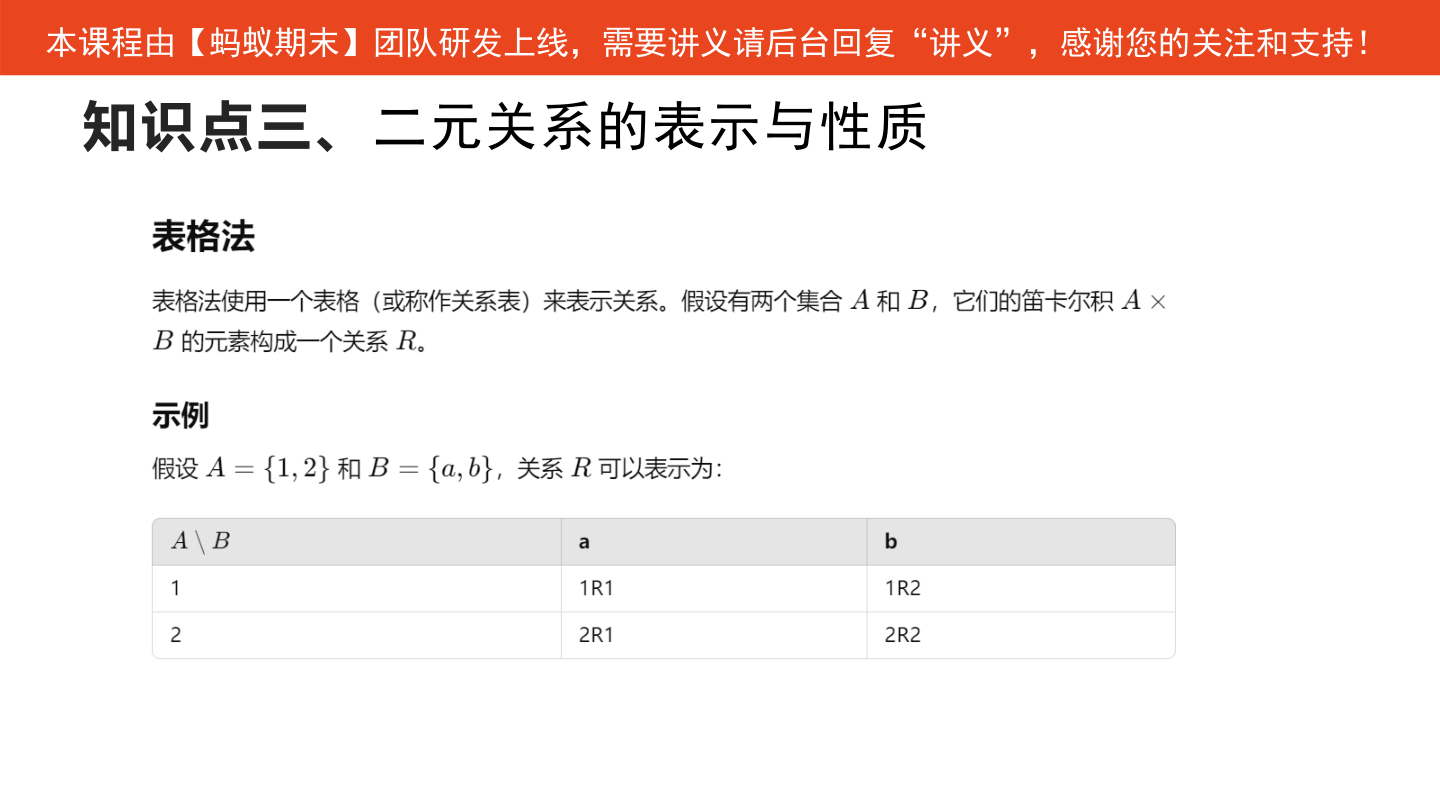 本课程由【蚂蚁期末】团队研发上线，需要讲义请后台回复“讲义”，感谢您的关注和支持！
知识点三、二元关系的表示与性质
表格法
表格法使用一个表格（或称作关系表）来表示关系。假设有两个集合 A 和 B，它们的笛卡尔积 A ×
B 的元素构成一个关系 R。
示例
假设 A = {1, 2} 和 B = {a, b}，关系 R 可以表示为：
A \ B a b
1 1R1 1R2
2 2R1 2R2